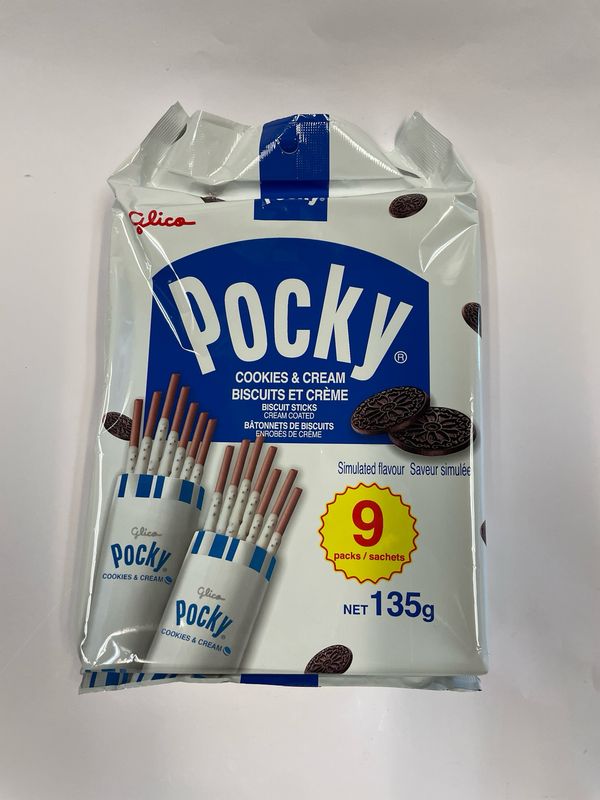 Pocky®
Glico
Pocky®
COOKIES & CREAM
BISCUITS ET CRÈME
BISCUIT STICKS
CREAM COATED
BÂTONNETS DE BISCUITS
ENROBÉS DE CRÈME
Simulated flavour Saveur simulée
9
packs / sachets
NET 135g
Glico
Pocky®
COOKIES & CREAM
Glico
Pocky®
COOKIES & CREAM